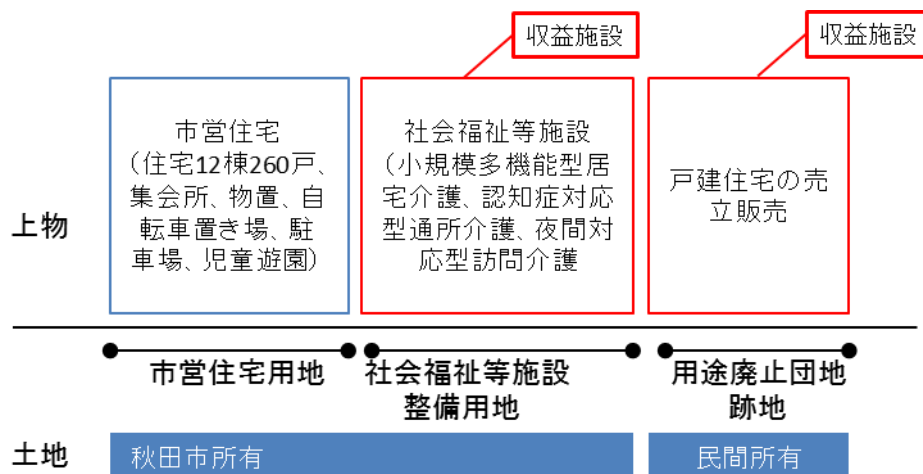 収益施設
収益施設
市営住宅
（住宅12棟260戸、
集会所、物置、自
転車置き場、駐
車場、児童遊園）
社会福祉等施設
（小規模多機能型居
宅介護、認知症対応
型通所介護、夜間対
応型訪問介護
戸建住宅の売
立販売
上物
市営住宅用地
社会福祉等施設
整備用地
用途廃止団地
跡地
土地
秋田市所有
民間所有